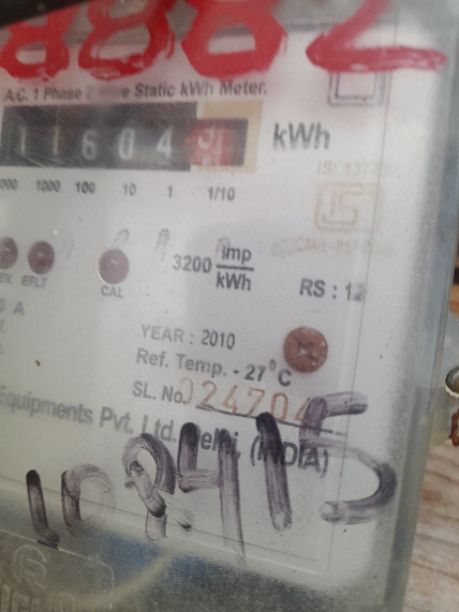 8882
A.C. 1 Phase 2 Wire Static kWh Meter.
11604 kWh
1000 100 10 1 1/10
EFLT
CAL
3200 imp/kWh
RS : 12
YEAR : 2010
Ref. Temp. - 27°C
SL. No. 024704
Equipments Pvt. Ltd. Delhi, (INDIA)